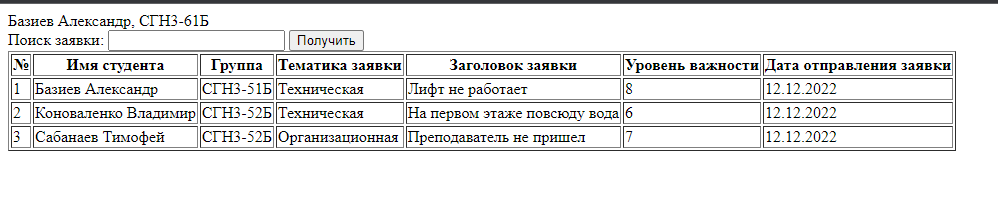 Базиев Александр, СГН3-61Б
Поиск заявки: Получить
№ Имя студента Группа Тематика заявки Заголовок заявки Уровень важности Дата отправления заявки
1 Базиев Александр СГН3-51Б Техническая Лифт не работает 8 12.12.2022
2 Коноваленко Владимир СГН3-52Б Техническая На первом этаже повсюду вода 6 12.12.2022
3 Сабанаев Тимофей СГН3-52Б Организационная Преподаватель не пришел 7 12.12.2022